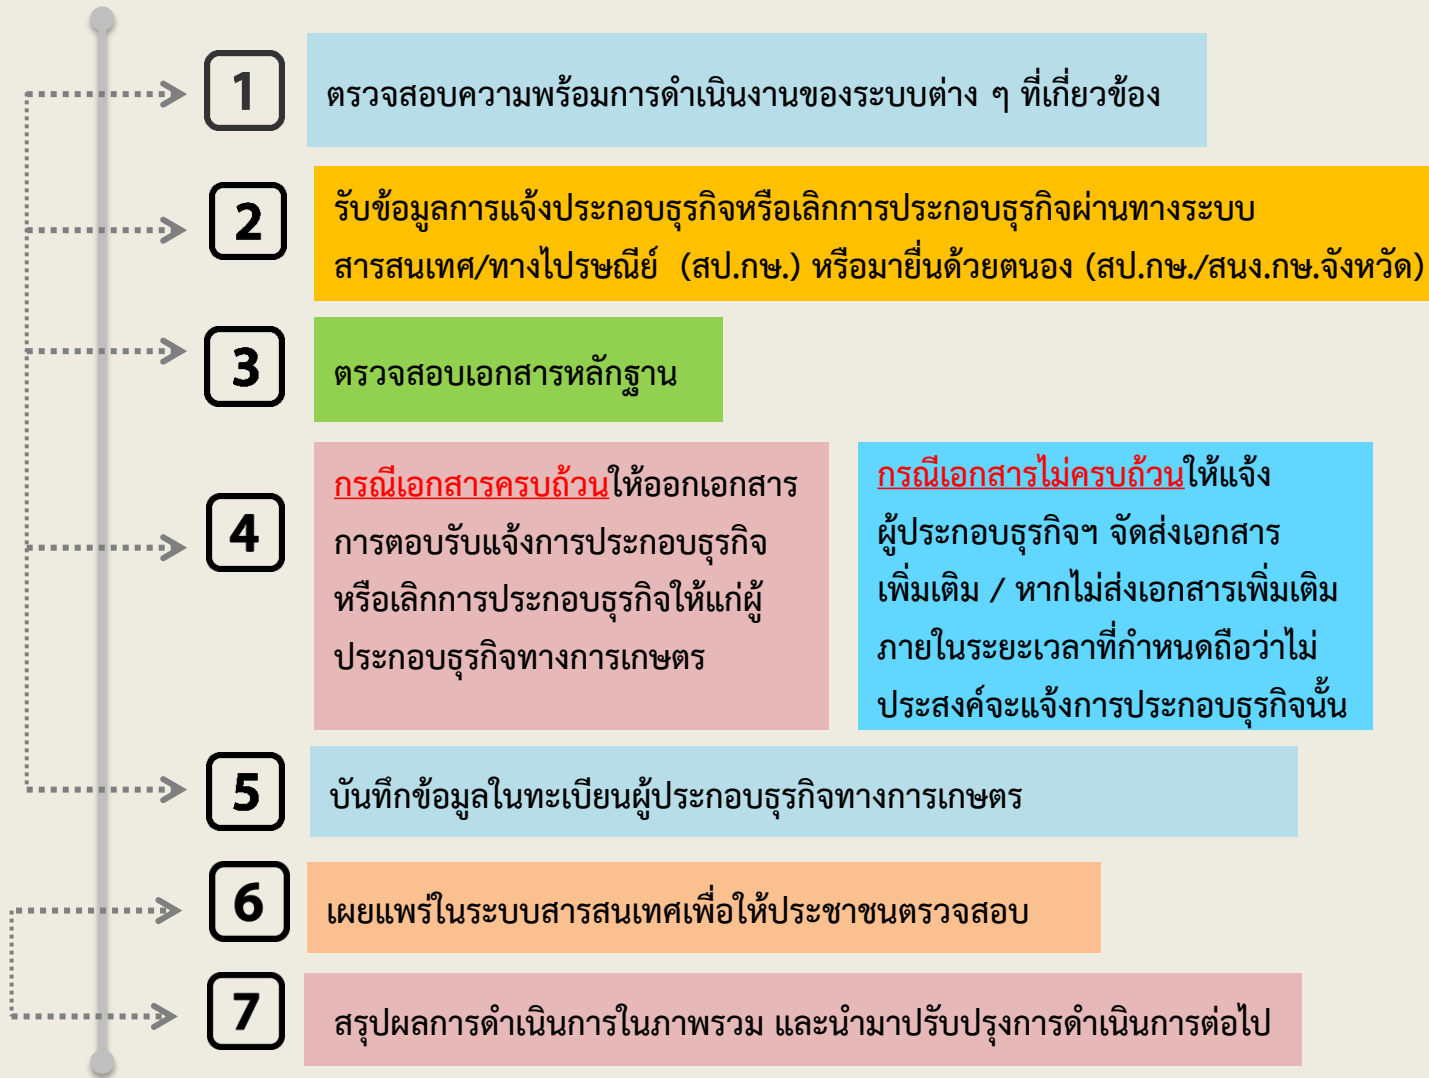 1
ตรวจสอบความพร้อมการดำเนินงานของระบบต่าง ๆ ที่เกี่ยวข้อง
2
รับข้อมูลการแจ้งประกอบธุรกิจหรือเลิกการประกอบธุรกิจผ่านทางระบบ
สารสนเทศ/ทางไปรษณีย์ (สป.กษ.) หรือมายื่นด้วยตนอง (สป.กษ./สนง.กษ.จังหวัด)
3
ตรวจสอบเอกสารหลักฐาน
4
กรณีเอกสารครบถ้วนให้ออกเอกสาร
การตอบรับแจ้งการประกอบธุรกิจ
หรือเลิกการประกอบธุรกิจให้แก่ผู้
ประกอบธุรกิจทางการเกษตร
กรณีเอกสารไม่ครบถ้วนให้แจ้ง
ผู้ประกอบธุรกิจฯ จัดส่งเอกสาร
เพิ่มเติม / หากไม่ส่งเอกสารเพิ่มเติม
ภายในระยะเวลาที่กำหนดถือว่าไม่
ประสงค์จะแจ้งการประกอบธุรกิจนั้น
5
บันทึกข้อมูลในทะเบียนผู้ประกอบธุรกิจทางการเกษตร
6
เผยแพร่ในระบบสารสนเทศเพื่อให้ประชาชนตรวจสอบ
7
สรุปผลการดำเนินการในภาพรวม และนำมาปรับปรุงการดำเนินการต่อไป